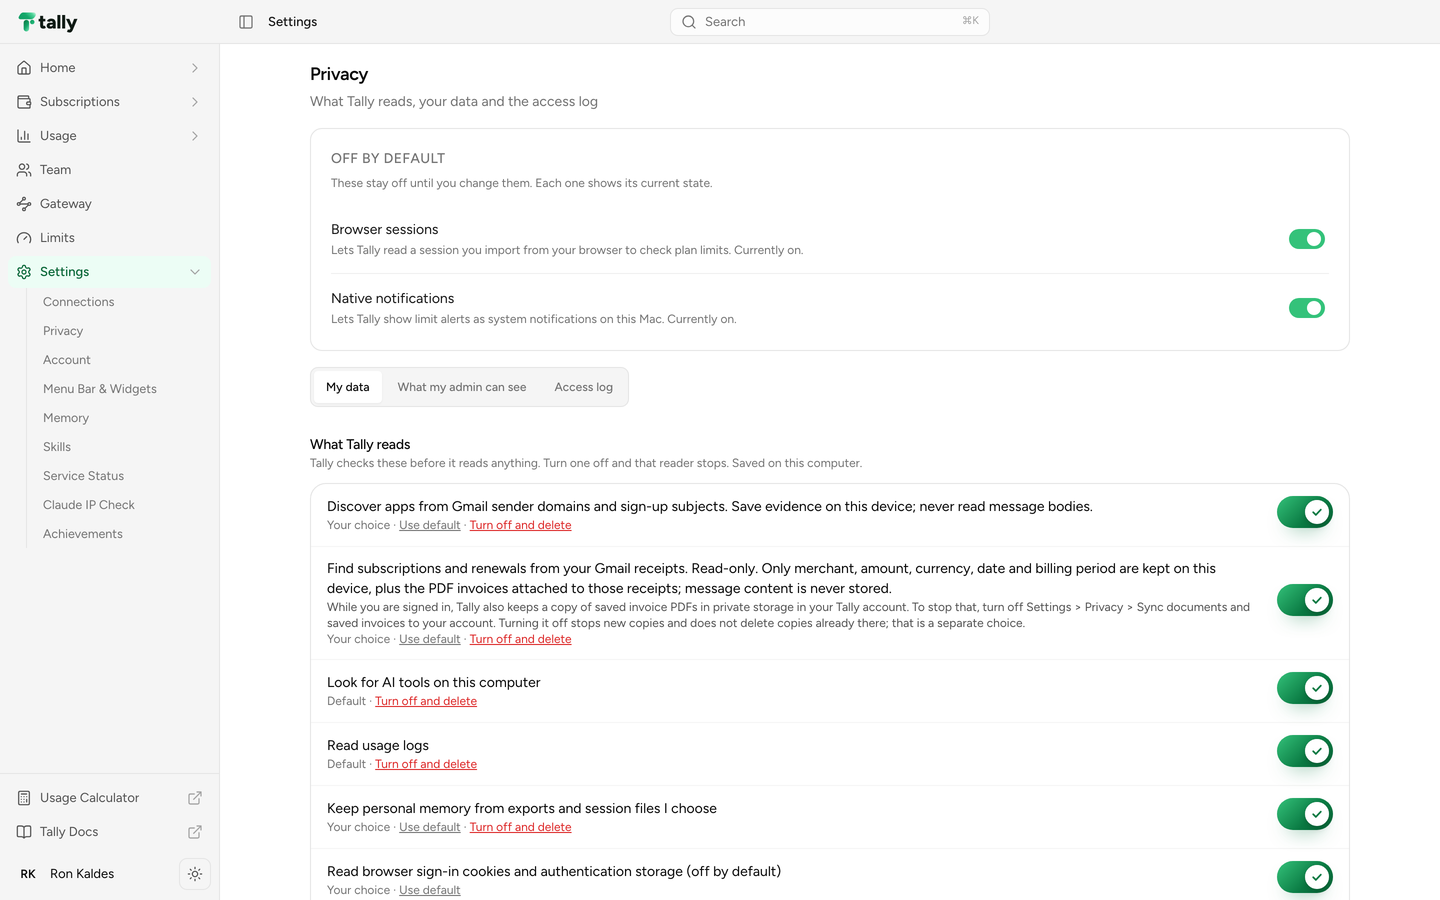 tally
Settings
Search
⌘K
Home
Subscriptions
Usage
Team
Gateway
Limits
Settings
Connections
Privacy
Account
Menu Bar & Widgets
Memory
Skills
Service Status
Claude IP Check
Achievements
Usage Calculator
Tally Docs
RK Ron Kaldes
Privacy
What Tally reads, your data and the access log
OFF BY DEFAULT
These stay off until you change them. Each one shows its current state.
Browser sessions
Lets Tally read a session you import from your browser to check plan limits. Currently on.
Native notifications
Lets Tally show limit alerts as system notifications on this Mac. Currently on.
My data What my admin can see Access log
What Tally reads
Tally checks these before it reads anything. Turn one off and that reader stops. Saved on this computer.
Discover apps from Gmail sender domains and sign-up subjects. Save evidence on this device; never read message bodies.
Your choice · Use default · Turn off and delete
Find subscriptions and renewals from your Gmail receipts. Read-only. Only merchant, amount, currency, date and billing period are kept on this
device, plus the PDF invoices attached to those receipts; message content is never stored.
While you are signed in, Tally also keeps a copy of saved invoice PDFs in private storage in your Tally account. To stop that, turn off Settings > Privacy > Sync documents and
saved invoices to your account. Turning it off stops new copies and does not delete copies already there; that is a separate choice.
Your choice · Use default · Turn off and delete
Look for AI tools on this computer
Default · Turn off and delete
Read usage logs
Default · Turn off and delete
Keep personal memory from exports and session files I choose
Your choice · Use default · Turn off and delete
Read browser sign-in cookies and authentication storage (off by default)
Your choice · Use default